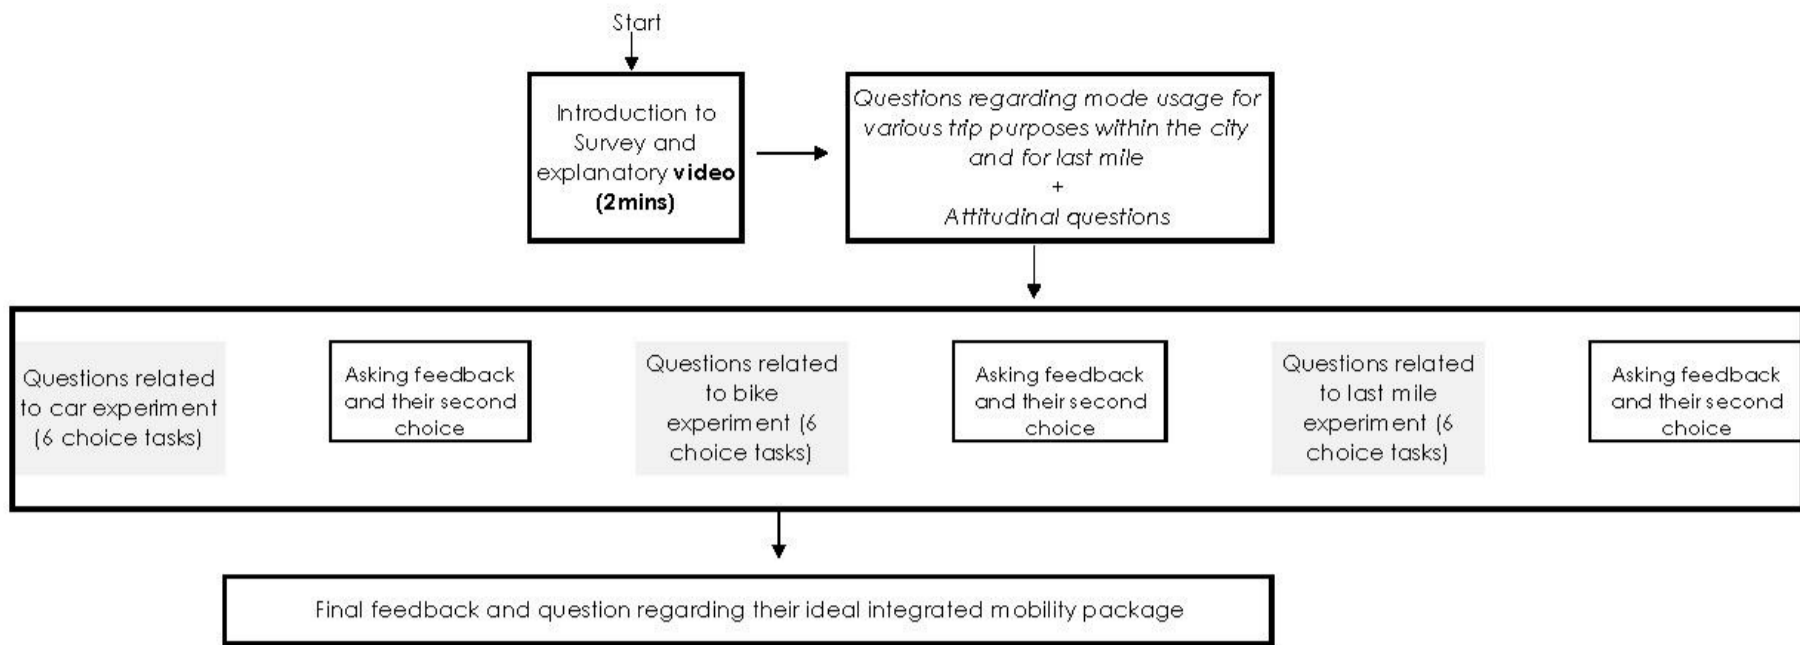 Start
Introduction to
Survey and
explanatory video
(2mins)
Questions regarding mode usage for
various trip purposes within the city
and for last mile
+
Attitudinal questions
Questions related
to car experiment
(6 choice tasks)
Asking feedback
and their second
choice
Questions related
to bike
experiment (6
choice tasks)
Asking feedback
and their second
choice
Questions related
to last mile
experiment (6
choice tasks)
Asking feedback
and their second
choice
Final feedback and question regarding their ideal integrated mobility package